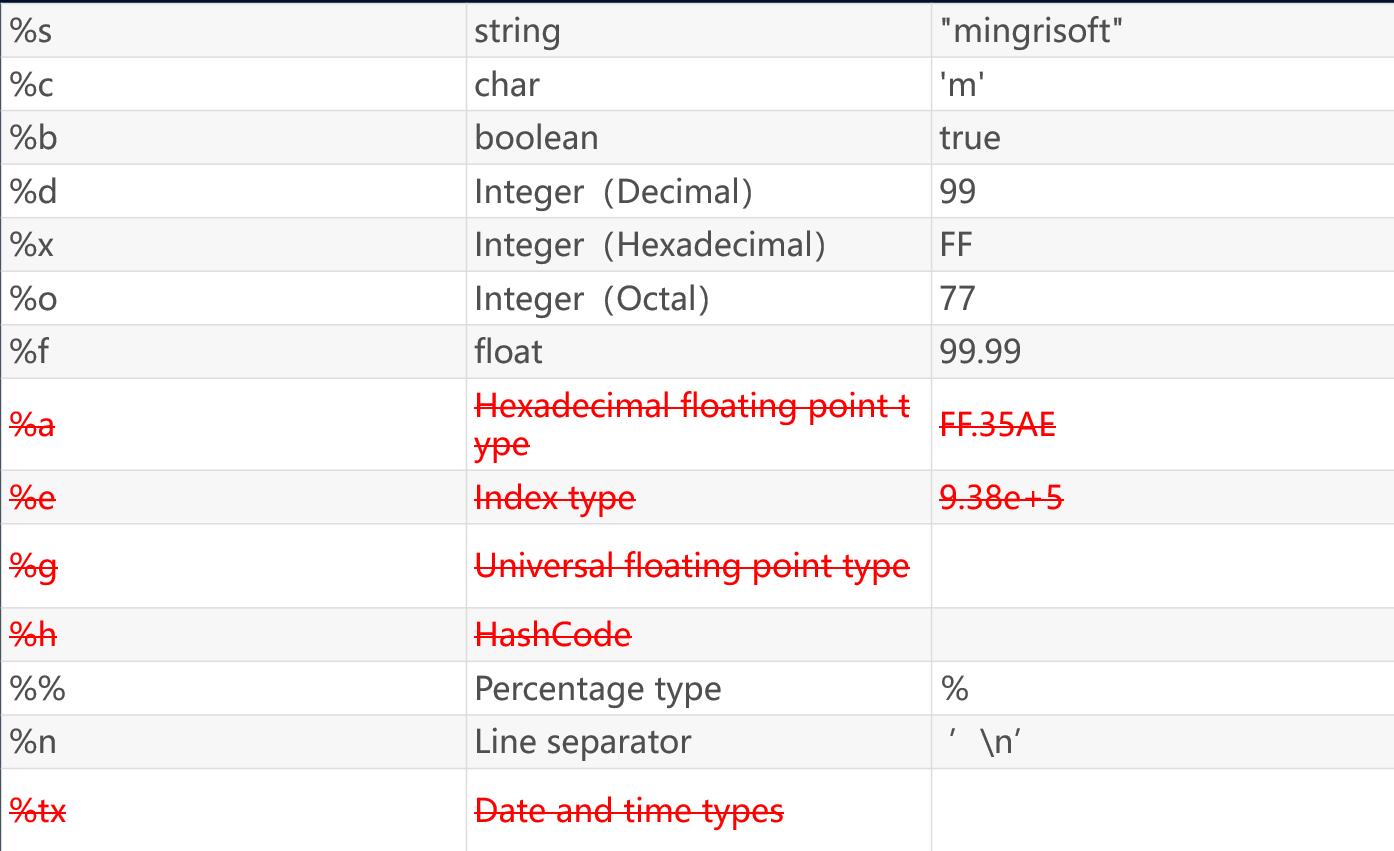 %s string "mingrisoft"
%c char 'm'
%b boolean true
%d Integer（Decimal） 99
%x Integer（Hexadecimal） FF
%o Integer（Octal） 77
%f float 99.99
%a Hexadecimal floating point t FF.35AE
ype
%e Index type 9.38e+5
%g Universal floating point type
%h HashCode
%% Percentage type %
%n Line separator ′ \n‘
%tx Date and time types